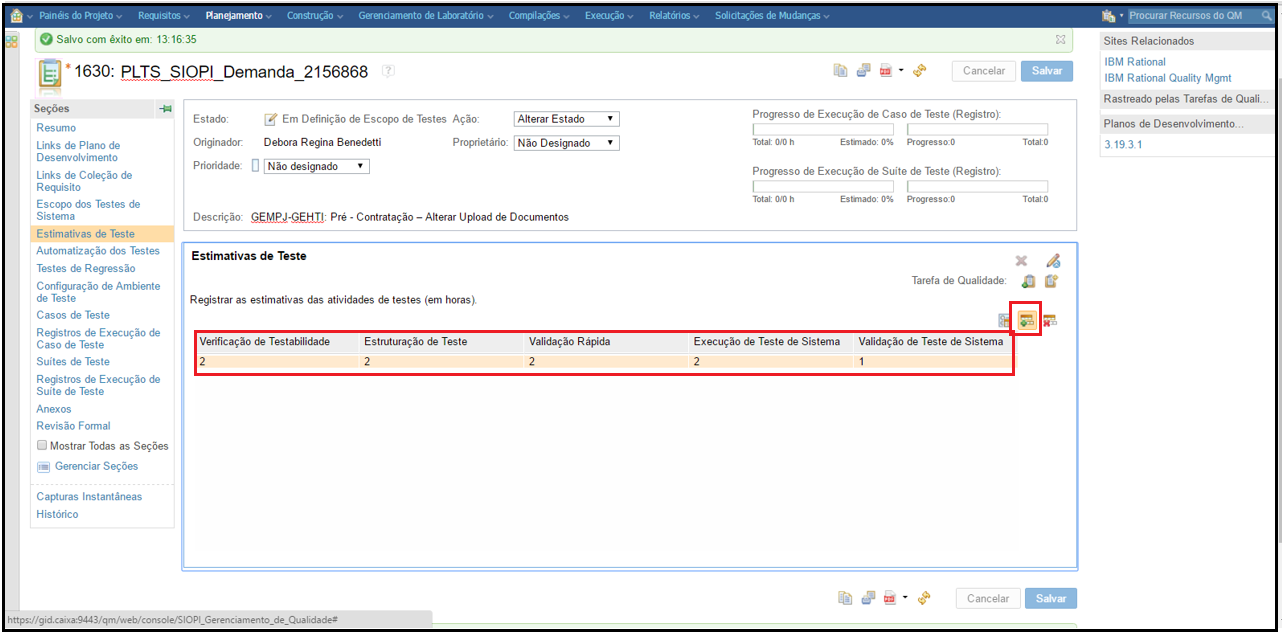 Painéis do Projeto Requisitos Planejamento Construção Gerenciamento de Laboratório Compilações Execução Relatórios Solicitações de Mudanças Procurar Recursos do QM
Salvo com êxito em: 13:16:35
* 1630: PLTS_SIOPI_Demanda_2156868 ?
PDF
Cancelar Salvar
Seções
Resumo
Links de Plano de
Desenvolvimento
Links de Coleção de
Requisito
Escopo dos Testes de
Sistema
Estimativas de Teste
Automatização dos Testes
Testes de Regressão
Configuração de Ambiente
de Teste
Casos de Teste
Registros de Execução de
Caso de Teste
Suítes de Teste
Registros de Execução de
Suíte de Teste
Anexos
Revisão Formal
Mostrar Todas as Seções
Gerenciar Seções
Capturas Instantâneas
Histórico
Estado: Em Definição de Escopo de Testes Ação: Alterar Estado
Originador: Debora Regina Benedetti Proprietário: Não Designado
Prioridade: Não designado
Descrição: GEMPJ-GEHTI: Pré - Contratação – Alterar Upload de Documentos
Progresso de Execução de Caso de Teste (Registro):
Total: 0/0 h Estimado: 0% Progresso:0 Total:0
Progresso de Execução de Suíte de Teste (Registro):
Total: 0/0 h Estimado: 0% Progresso:0 Total:0
Estimativas de Teste
Tarefa de Qualidade:
Registrar as estimativas das atividades de testes (em horas).
Verificação de Testabilidade Estruturação de Teste Validação Rápida Execução de Teste de Sistema Validação de Teste de Sistema
2 2 2 2 1
PDF
Cancelar Salvar
Sites Relacionados
IBM Rational
IBM Rational Quality Mgmt
Rastreado pelas Tarefas de Quali...
Planos de Desenvolvimento...
3.19.3.1
https://gid.caixa:9443/qm/web/console/SIOPI_Gerenciamento_de_Qualidade#